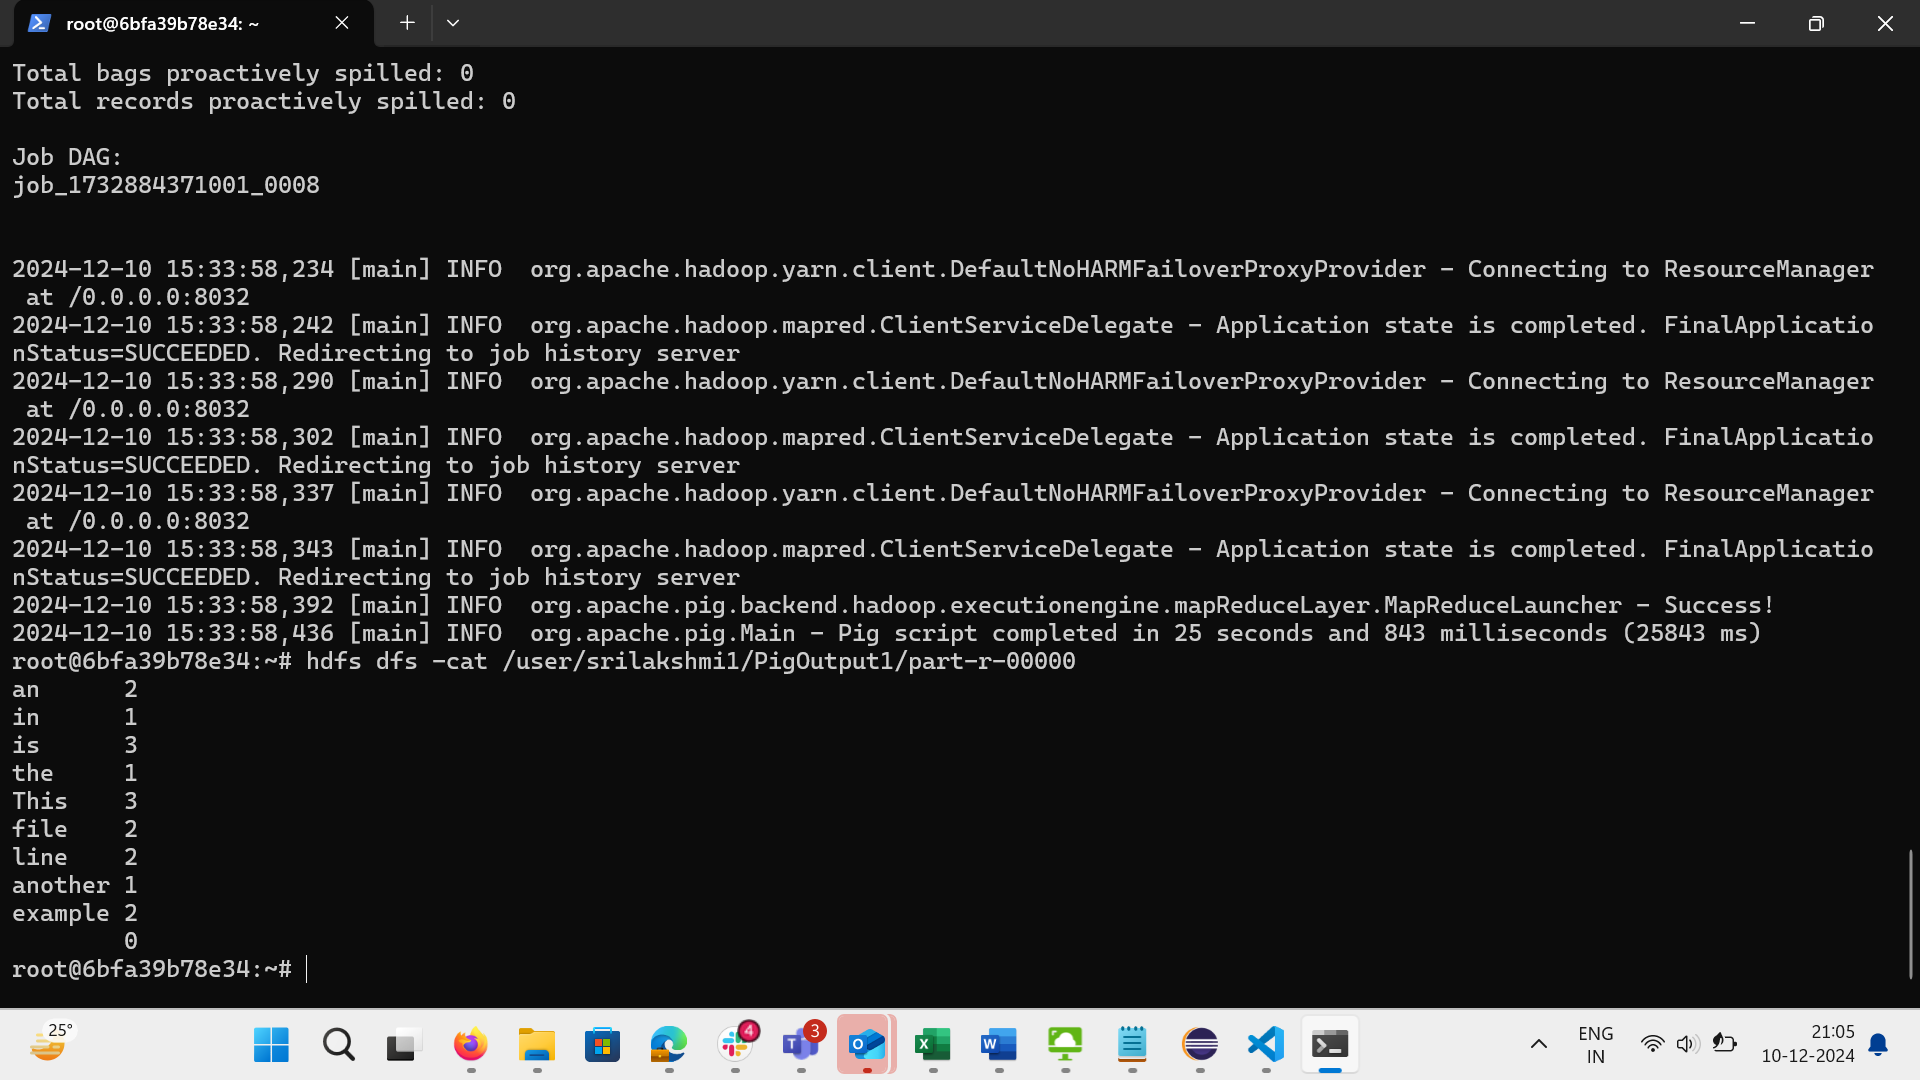 root@6bfa39b78e34: ~
Total bags proactively spilled: 0
Total records proactively spilled: 0
Job DAG:
job_1732884371001_0008
2024-12-10 15:33:58,234 [main] INFO  org.apache.hadoop.yarn.client.DefaultNoHARMFailoverProxyProvider - Connecting to ResourceManager
 at /0.0.0.0:8032
2024-12-10 15:33:58,242 [main] INFO  org.apache.hadoop.mapred.ClientServiceDelegate - Application state is completed. FinalApplicatio
nStatus=SUCCEEDED. Redirecting to job history server
2024-12-10 15:33:58,290 [main] INFO  org.apache.hadoop.yarn.client.DefaultNoHARMFailoverProxyProvider - Connecting to ResourceManager
 at /0.0.0.0:8032
2024-12-10 15:33:58,302 [main] INFO  org.apache.hadoop.mapred.ClientServiceDelegate - Application state is completed. FinalApplicatio
nStatus=SUCCEEDED. Redirecting to job history server
2024-12-10 15:33:58,337 [main] INFO  org.apache.hadoop.yarn.client.DefaultNoHARMFailoverProxyProvider - Connecting to ResourceManager
 at /0.0.0.0:8032
2024-12-10 15:33:58,343 [main] INFO  org.apache.hadoop.mapred.ClientServiceDelegate - Application state is completed. FinalApplicatio
nStatus=SUCCEEDED. Redirecting to job history server
2024-12-10 15:33:58,392 [main] INFO  org.apache.pig.backend.hadoop.executionengine.mapReduceLayer.MapReduceLauncher - Success!
2024-12-10 15:33:58,436 [main] INFO  org.apache.pig.Main - Pig script completed in 25 seconds and 843 milliseconds (25843 ms)
root@6bfa39b78e34:~# hdfs dfs -cat /user/srilakshmi1/PigOutput1/part-r-00000
an      2
in      1
is      3
the     1
This    3
file    2
line    2
another 1
example 2
        0
root@6bfa39b78e34:~#
25°
4
3
ENG
IN
21:05
10-12-2024